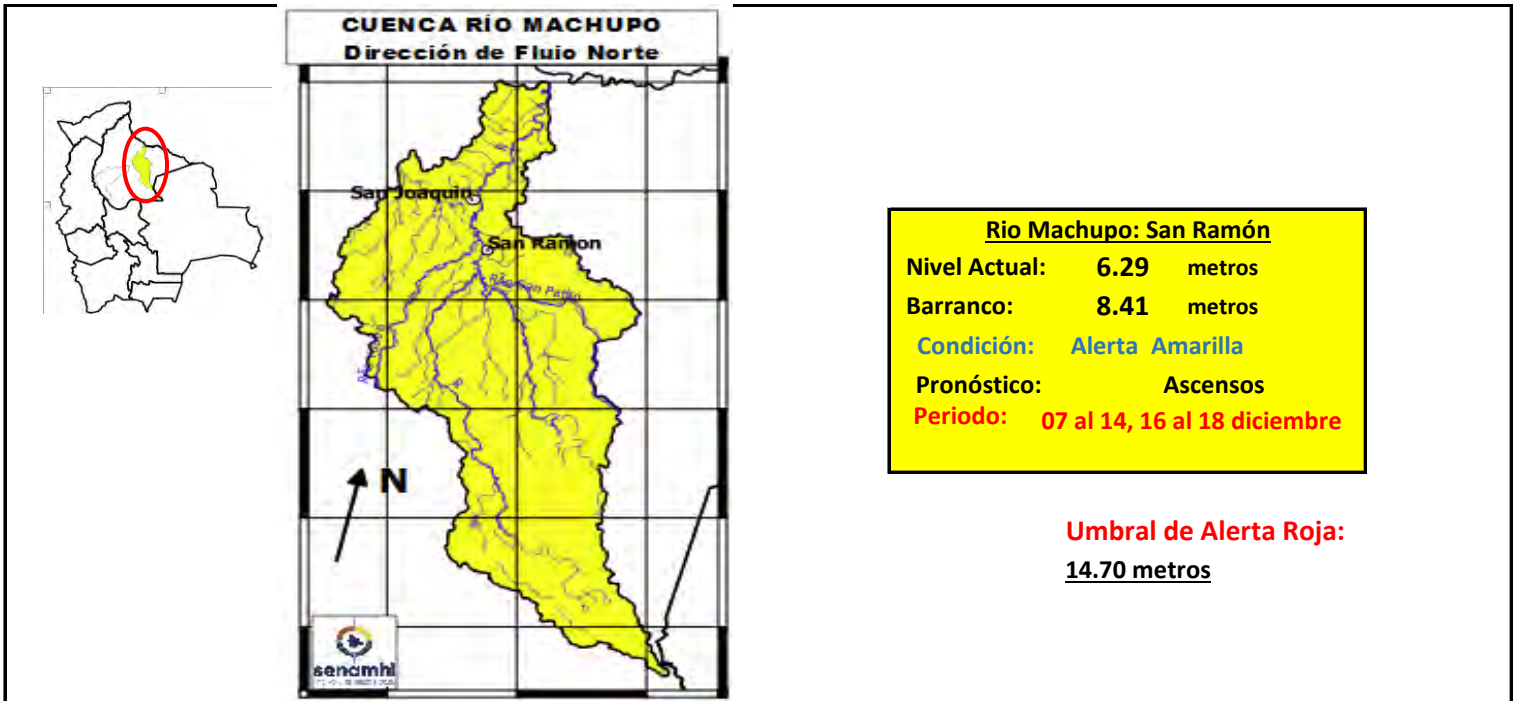 CUENCA RÍO MACHUPO
Dirección de Flujo Norte
San Joaquin
San Ramon
N
senamhi
Rio Machupo: San Ramón
Nivel Actual: 6.29 metros
Barranco: 8.41 metros
Condición: Alerta Amarilla
Pronóstico: Ascensos
Periodo: 07 al 14, 16 al 18 diciembre
Umbral de Alerta Roja:
14.70 metros